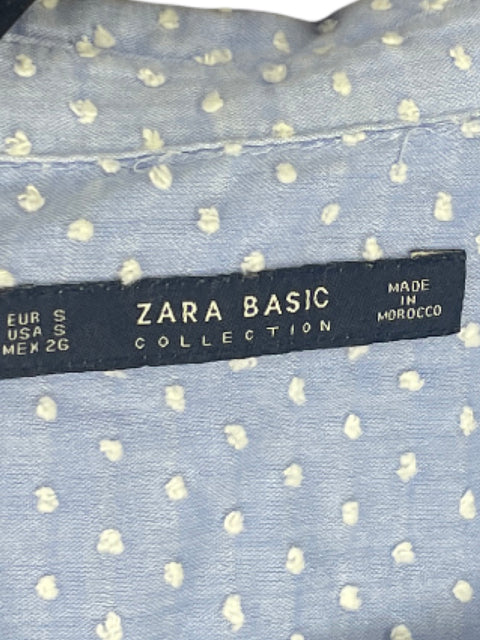 EUR S
USA S
MEX 26
ZARA BASIC
COLLECTION
MADE
IN
MOROCCO